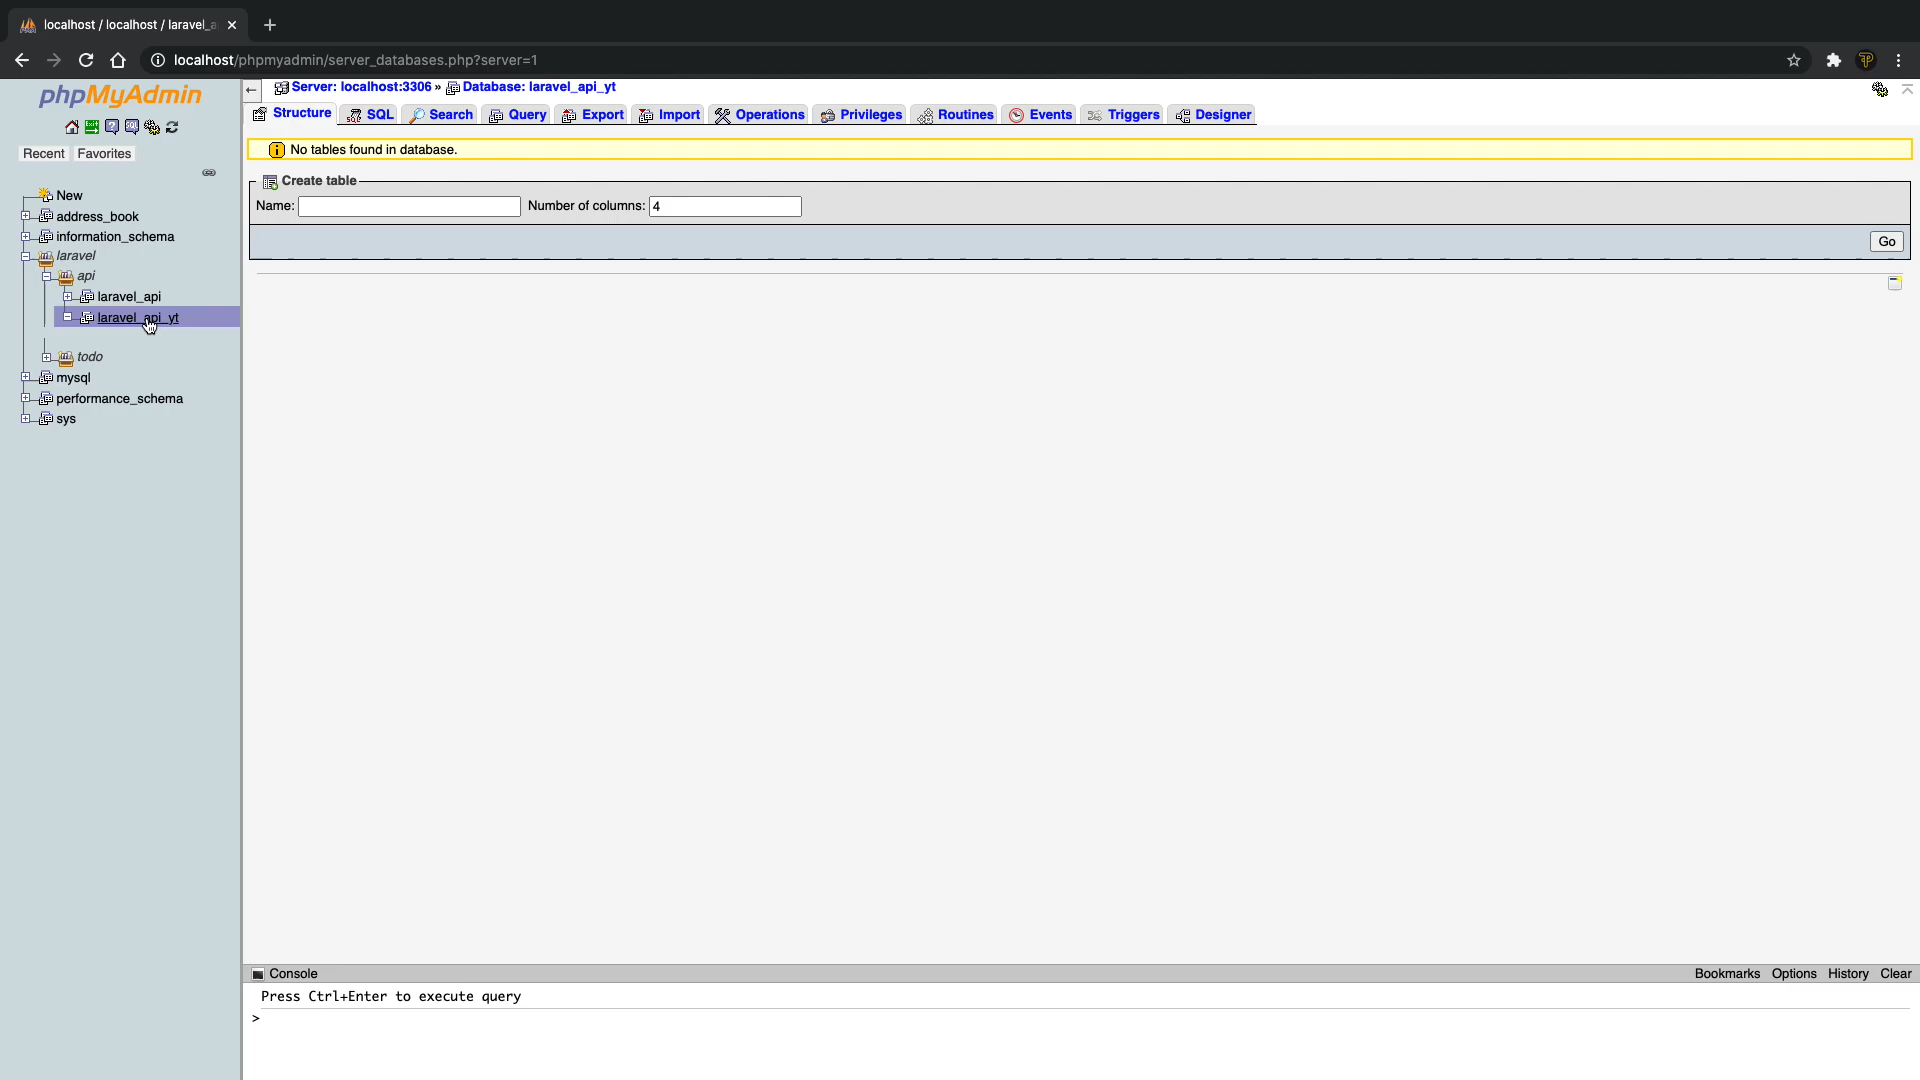 localhost / localhost / laravel_a
localhost/phpmyadmin/server_databases.php?server=1
phpMyAdmin
Recent Favorites
New
address_book
information_schema
laravel
api
laravel_api
laravel_api_yt
todo
mysql
performance_schema
sys
Server: localhost:3306 » Database: laravel_api_yt
Structure SQL Search Query Export Import Operations Privileges Routines Events Triggers Designer
No tables found in database.
Create table
Name: Number of columns: 4
Go
Console Bookmarks Options History Clear
Press Ctrl+Enter to execute query
>